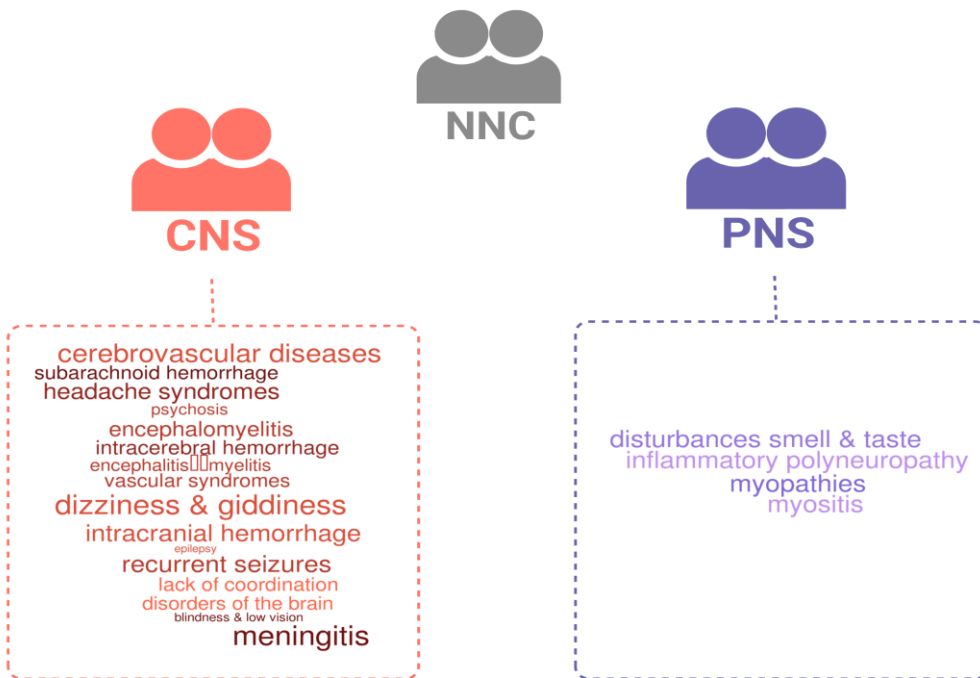 NNC
CNS
PNS
cerebrovascular diseases
subarachnoid hemorrhage
headache syndromes
psychosis
encephalomyelitis
intracerebral hemorrhage
encephalitis▯▯myelitis
vascular syndromes
dizziness & giddiness
intracranial hemorrhage
epilepsy
recurrent seizures
lack of coordination
disorders of the brain
blindness & low vision
meningitis
disturbances smell & taste
inflammatory polyneuropathy
myopathies
myositis